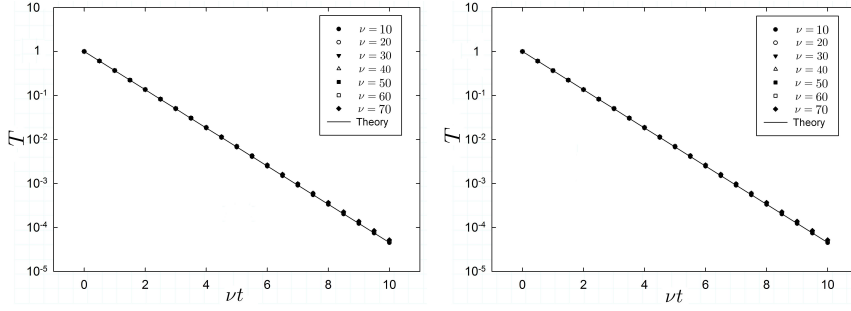 10
1
10-1
10-2
10-3
10-4
10-5
T
0 2 4 6 8 10
νt
ν = 10
ν = 20
ν = 30
ν = 40
ν = 50
ν = 60
ν = 70
Theory
10
1
10-1
10-2
10-3
10-4
10-5
T
0 2 4 6 8 10
νt
ν = 10
ν = 20
ν = 30
ν = 40
ν = 50
ν = 60
ν = 70
Theory